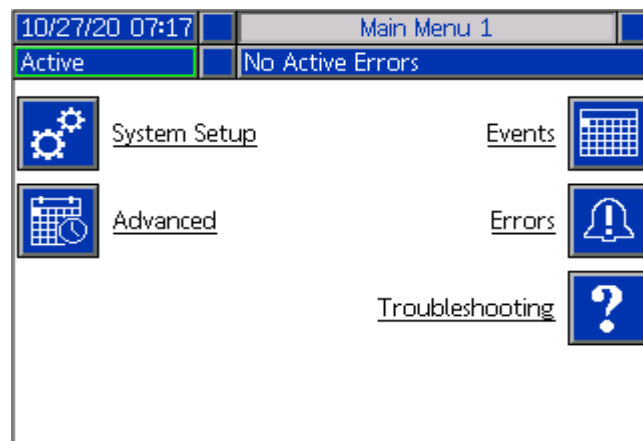 10/27/20 07:17 Main Menu 1
Active No Active Errors
System Setup Events
Advanced Errors
Troubleshooting